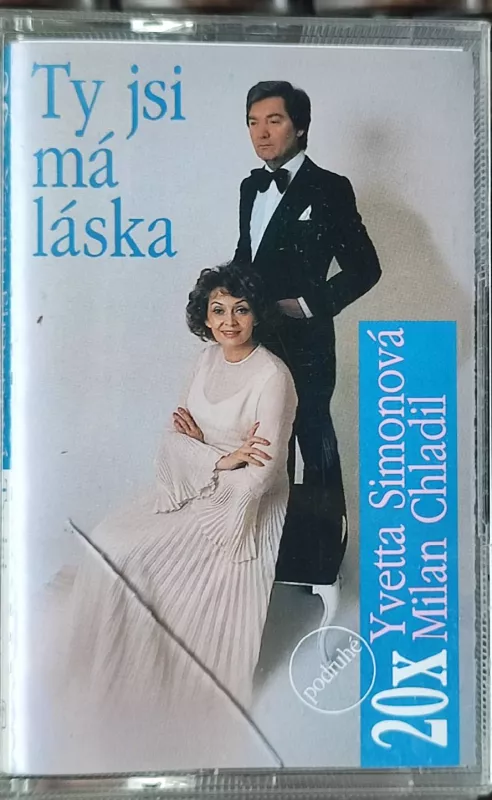 Ty jsi
má
láska
podruhé
20x
Yvetta Simonová
Milan Chladil